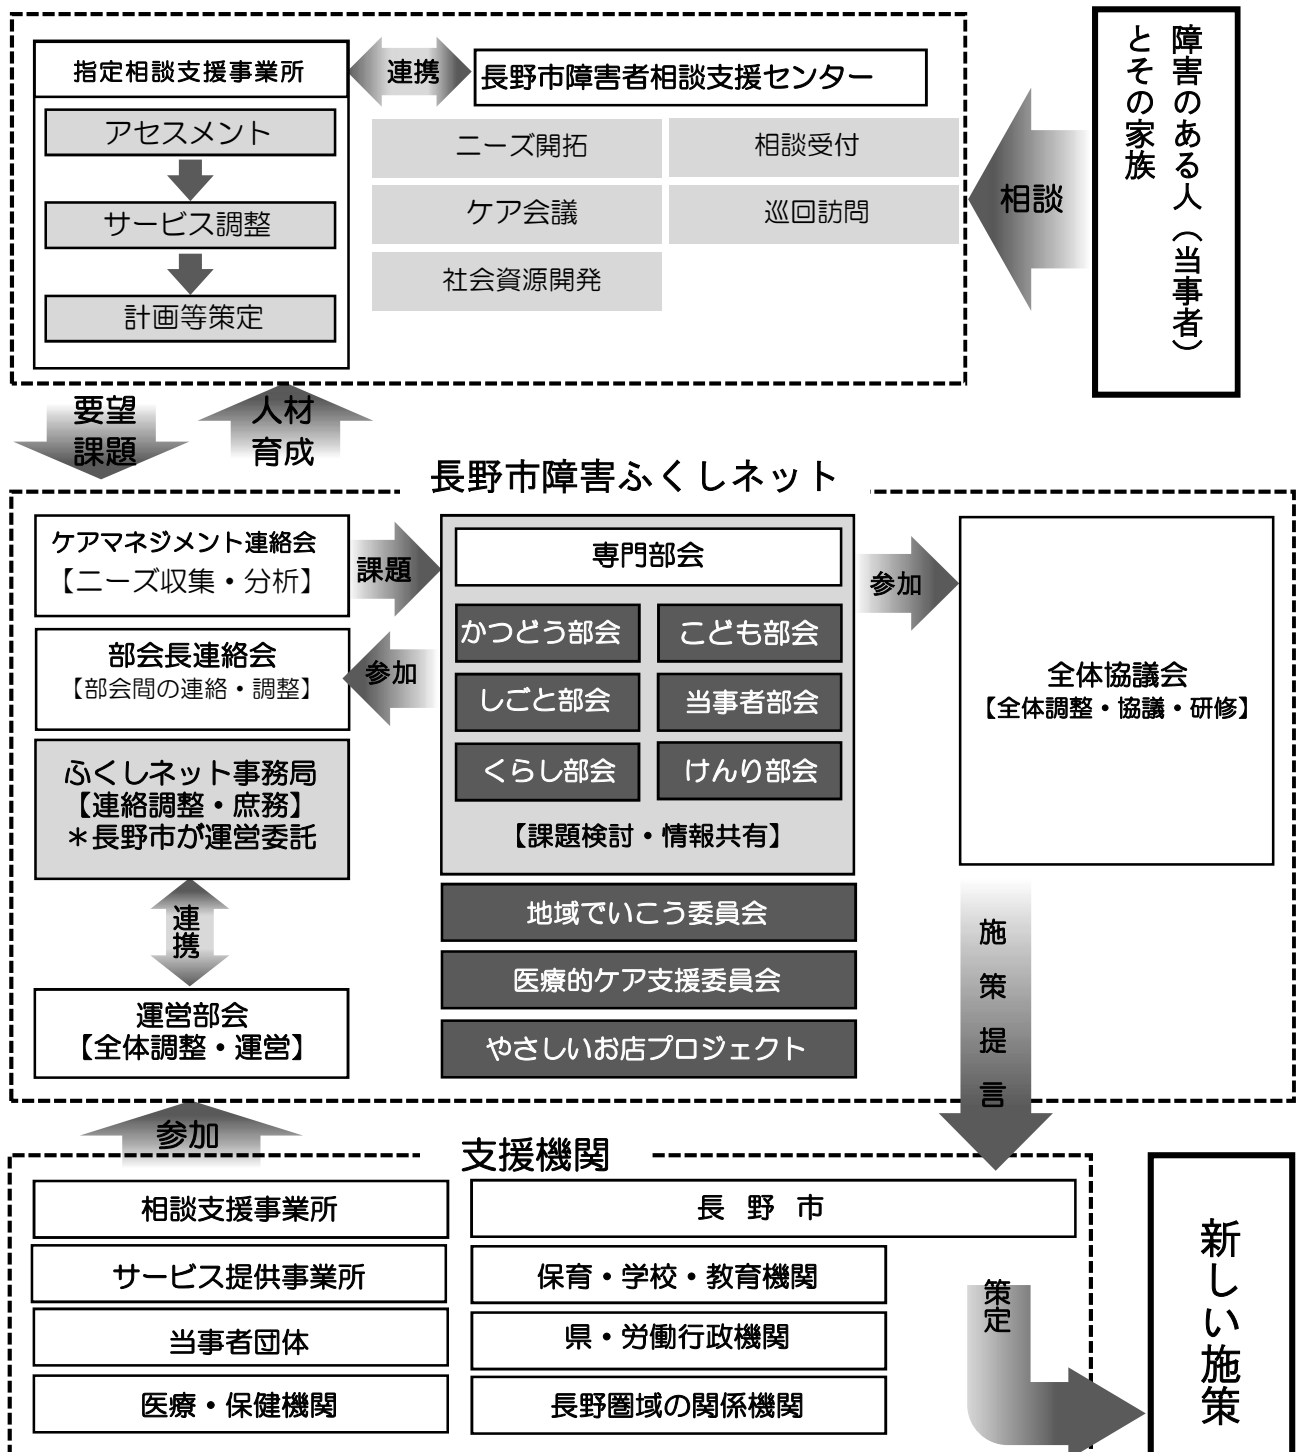 指定相談支援事業所
アセスメント
サービス調整
計画等策定
連携
長野市障害者相談支援センター
ニーズ開拓
相談受付
ケア会議
巡回訪問
社会資源開発
相談
障害のある人（当事者）
とその家族
要望
課題
人材
育成
長野市障害ふくしネット
ケアマネジメント連絡会
【ニーズ収集・分析】
課題
部会長連絡会
【部会間の連絡・調整】
参加
ふくしネット事務局
【連絡調整・庶務】
＊長野市が運営委託
連携
運営部会
【全体調整・運営】
専門部会
かつどう部会
こども部会
しごと部会
当事者部会
くらし部会
けんり部会
【課題検討・情報共有】
地域でいこう委員会
医療的ケア支援委員会
やさしいお店プロジェクト
参加
全体協議会
【全体調整・協議・研修】
施策提言
参加
支援機関
相談支援事業所
サービス提供事業所
当事者団体
医療・保健機関
長 野 市
保育・学校・教育機関
県・労働行政機関
長野圏域の関係機関
策定
新しい施策